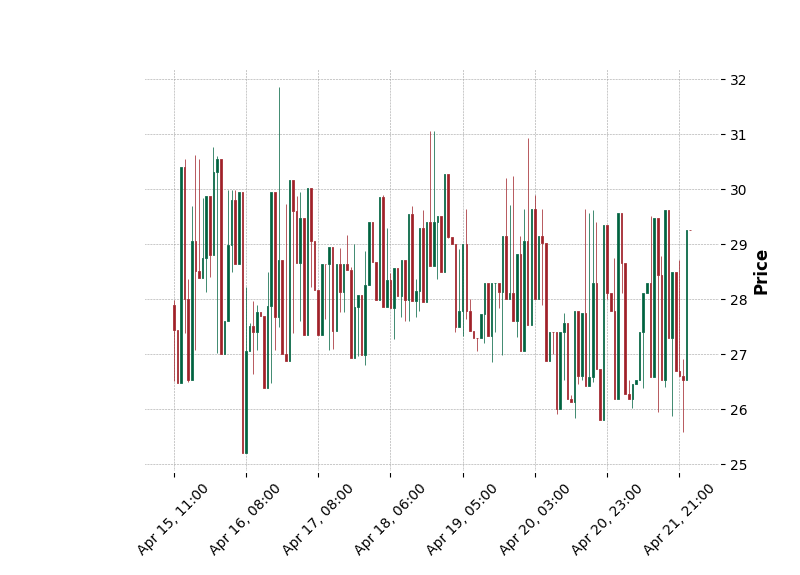 32
31
30
29
28
27
26
25
Price
Apr 15, 11:00
Apr 16, 08:00
Apr 17, 08:00
Apr 18, 06:00
Apr 19, 05:00
Apr 20, 03:00
Apr 20, 23:00
Apr 21, 21:00